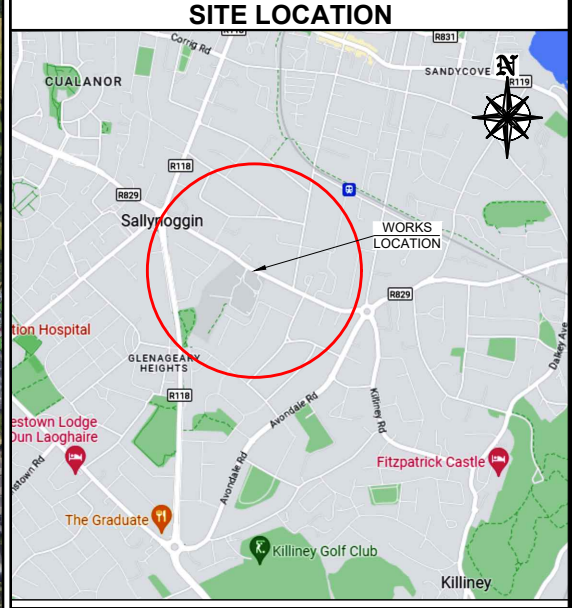 SITE LOCATION
Corrig Rd
R118
R831
CUALANOR
SANDYCOVE
N
R119
R118
R829
Sallynoggin
WORKS
LOCATION
R829
tion Hospital
GLENAGEARY
HEIGHTS
Dalkey Ave
R118
Avondale Rd
Killiney Rd
estown Lodge
Dun Laoghaire
nstown Rd
Avondale Rd
Fitzpatrick Castle
The Graduate
Killiney Golf Club
Killiney